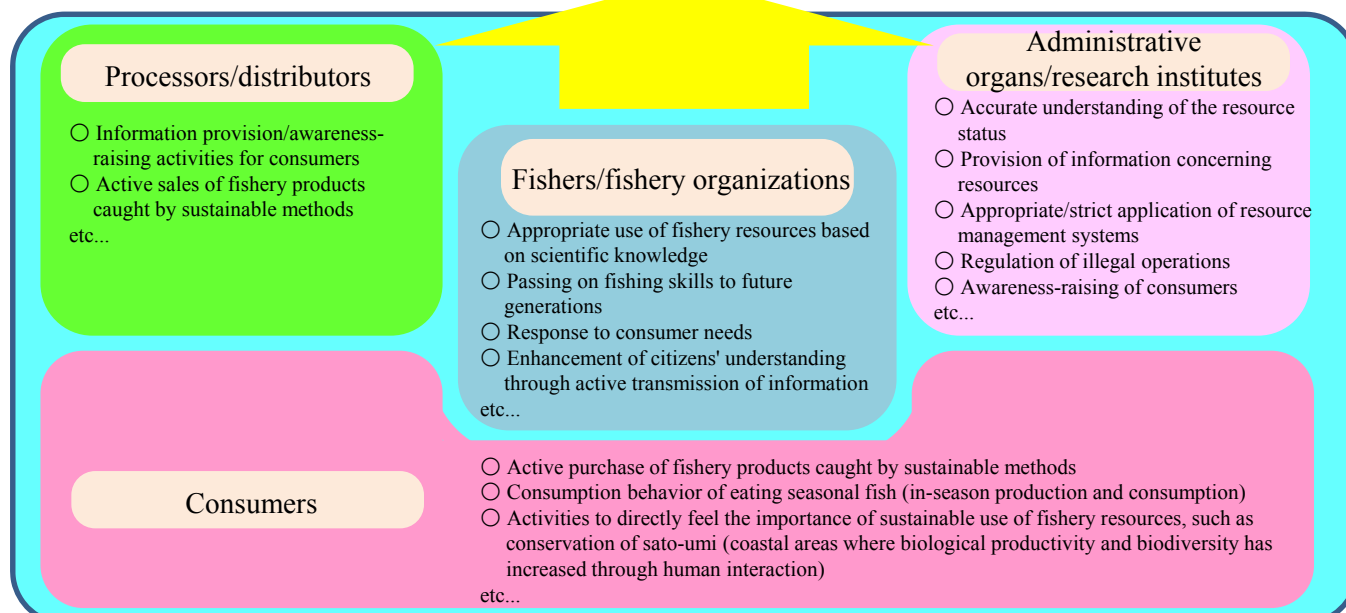 Processors/distributors
○ Information provision/awareness-
raising activities for consumers
○ Active sales of fishery products
caught by sustainable methods
etc...
Fishers/fishery organizations
○ Appropriate use of fishery resources based
on scientific knowledge
○ Passing on fishing skills to future
generations
○ Response to consumer needs
○ Enhancement of citizens' understanding
through active transmission of information
etc...
Administrative
organs/research institutes
○ Accurate understanding of the resource
status
○ Provision of information concerning
resources
○ Appropriate/strict application of resource
management systems
○ Regulation of illegal operations
○ Awareness-raising of consumers
etc...
Consumers
○ Active purchase of fishery products caught by sustainable methods
○ Consumption behavior of eating seasonal fish (in-season production and consumption)
○ Activities to directly feel the importance of sustainable use of fishery resources, such as
conservation of sato-umi (coastal areas where biological productivity and biodiversity has
increased through human interaction)
etc...